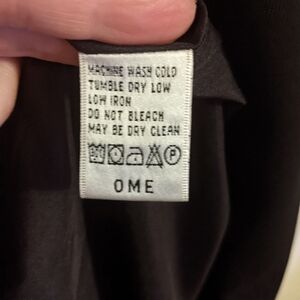 MACHINE WASH COLD
TUMBLE DRY LOW
LOW IRON
DO NOT BLEACH
MAY BE DRY CLEAN
P
OME